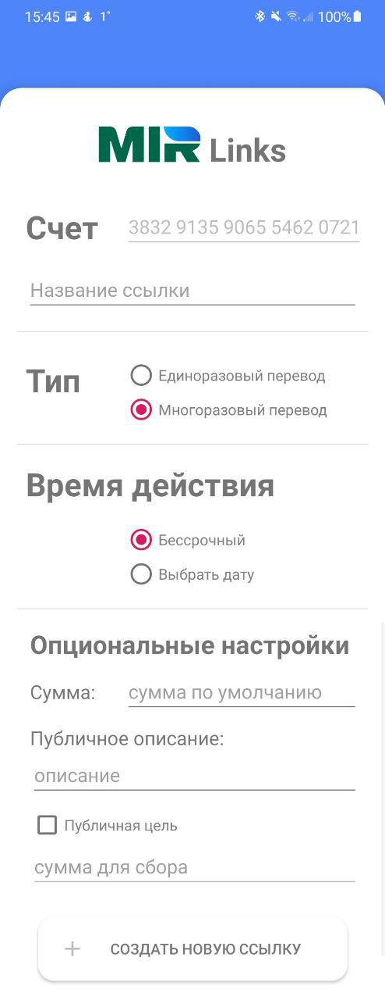 15:45 1° 100%
MIR Links
Счет 3832 9135 9065 5462 0721
Название ссылки
Тип
Единоразовый перевод
Многоразовый перевод
Время действия
Бессрочный
Выбрать дату
Опциональные настройки
Сумма: сумма по умолчанию
Публичное описание:
описание
Публичная цель
сумма для сбора
+ СОЗДАТЬ НОВУЮ ССЫЛКУ